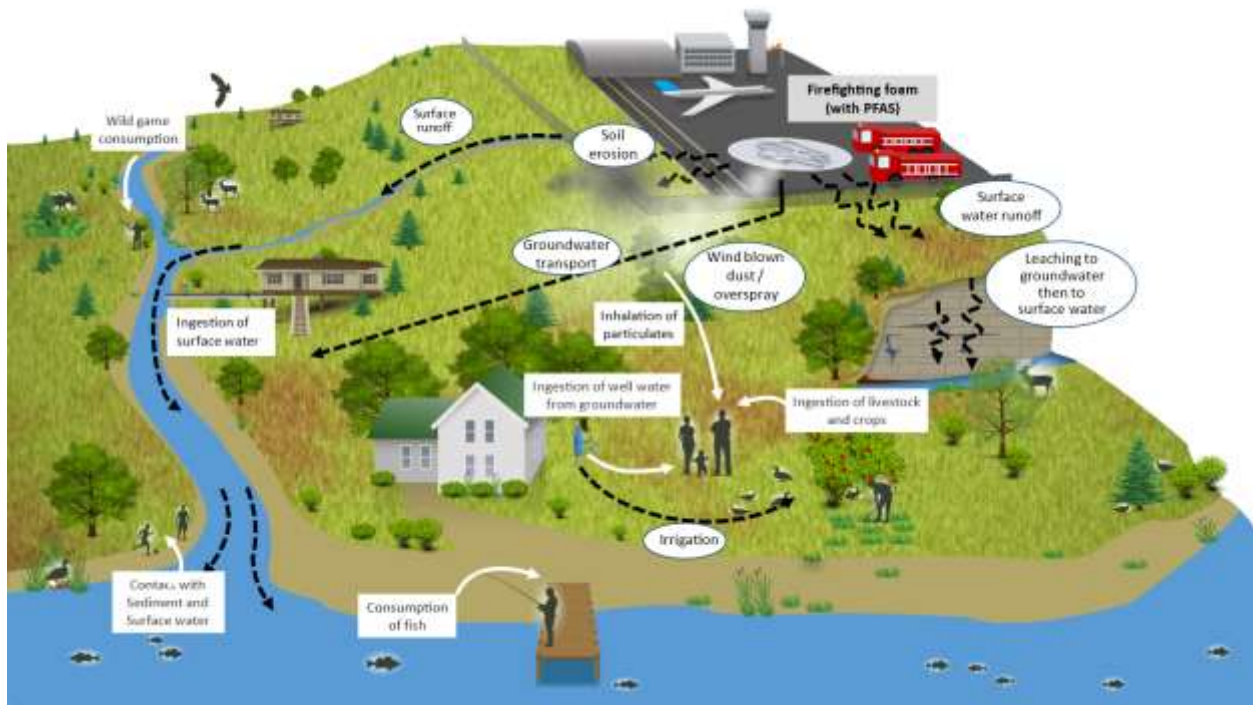 Firefighting foam
(with PFAS)
Wild game
consumption
Surface
runoff
Soil
erosion
Surface
water runoff
Groundwater
transport
Wind blown
dust /
overspray
Leaching to
groundwater
then to
surface water
Ingestion of
surface water
Inhalation of
particulates
Ingestion of well water
from groundwater
Ingestion of livestock
and crops
Irrigation
Contact with
Sediment and
Surface water
Consumption
of fish